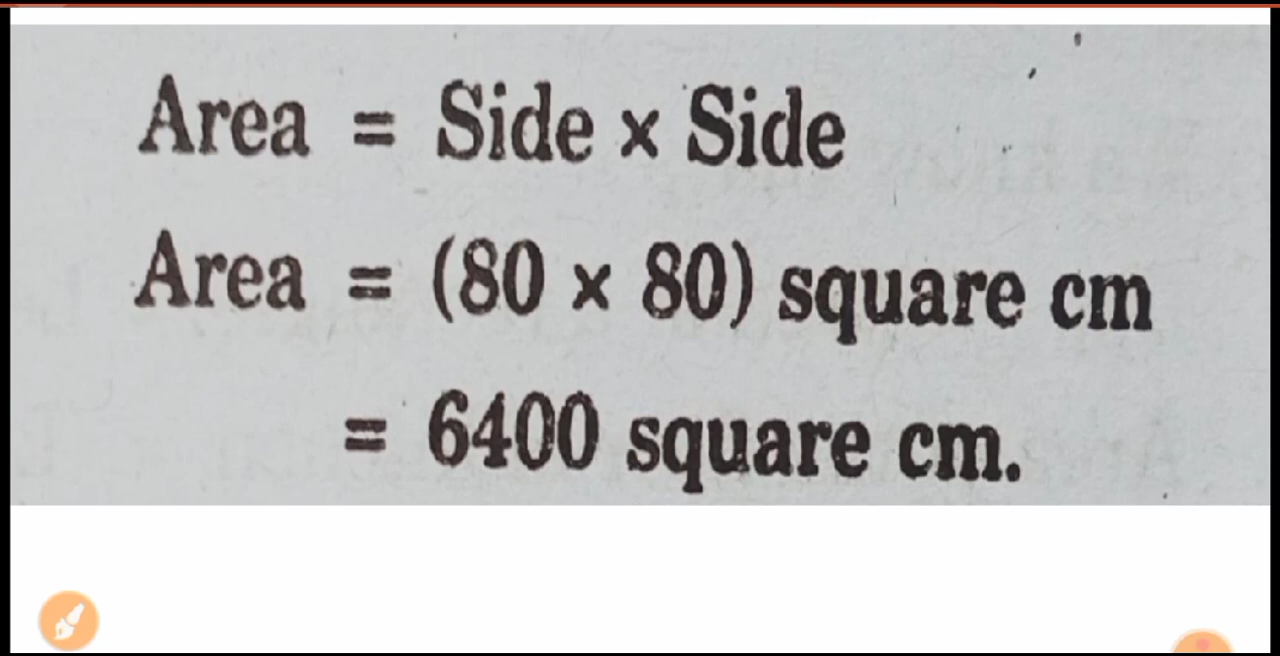 Area = Side × Side
Area = (80 × 80) square cm
= 6400 square cm.